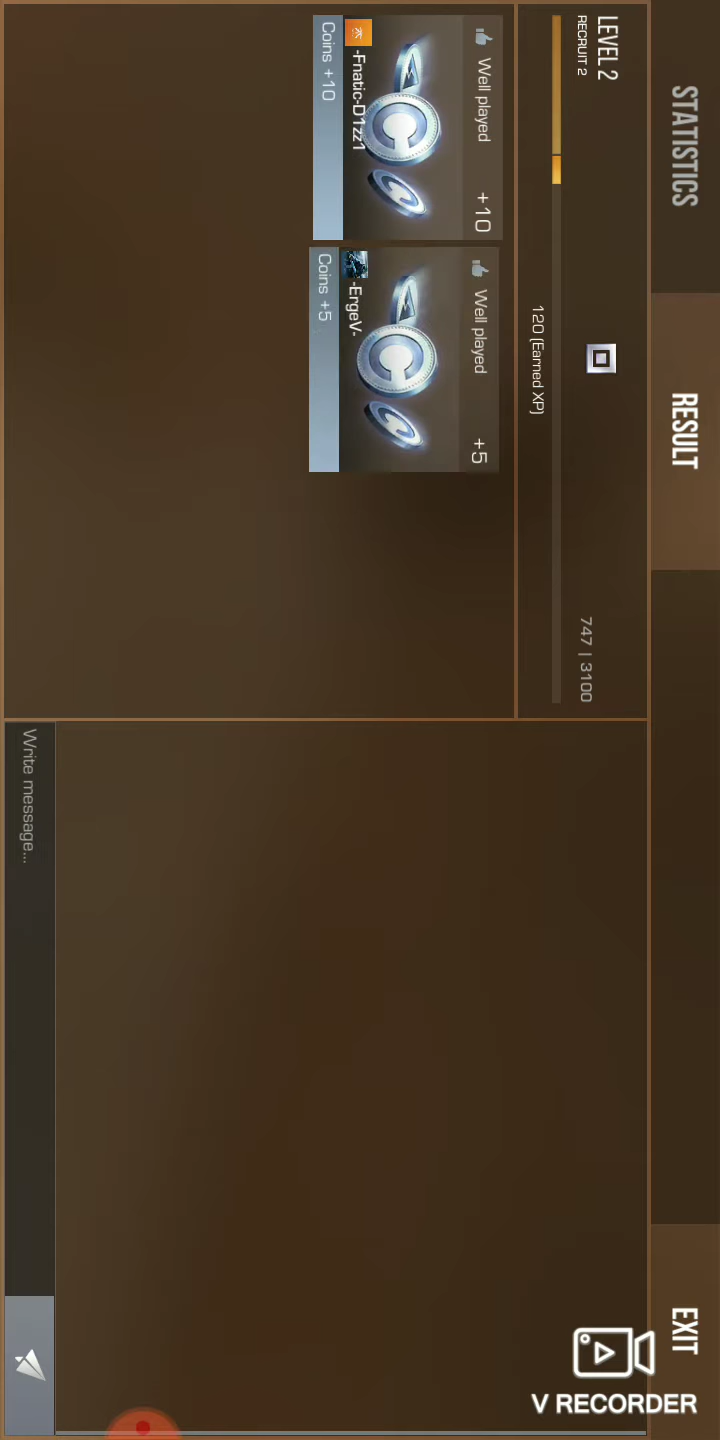 STATISTICS
RESULT
EXIT
LEVEL 2
RECRUIT 2
747 | 3100
120 (Earned XP)
Well played
+10
-Fnatic-D1zz1
Coins +10
Well played
+5
-ErgeV-
Coins +5
Write message...
V RECORDER